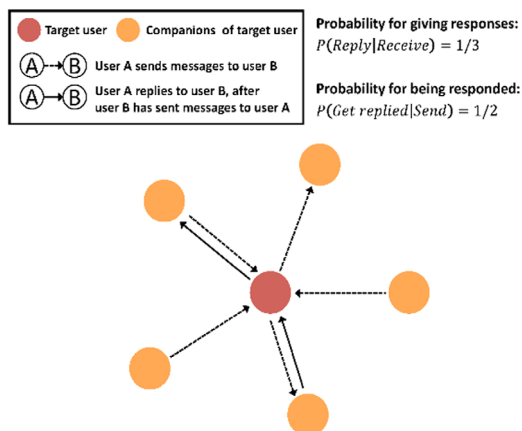 Target user
Companions of target user
A B User A sends messages to user B
A B User A replies to user B, after
user B has sent messages to user A
Probability for giving responses:
P(Reply|Receive) = 1/3
Probability for being responded:
P(Get replied|Send) = 1/2